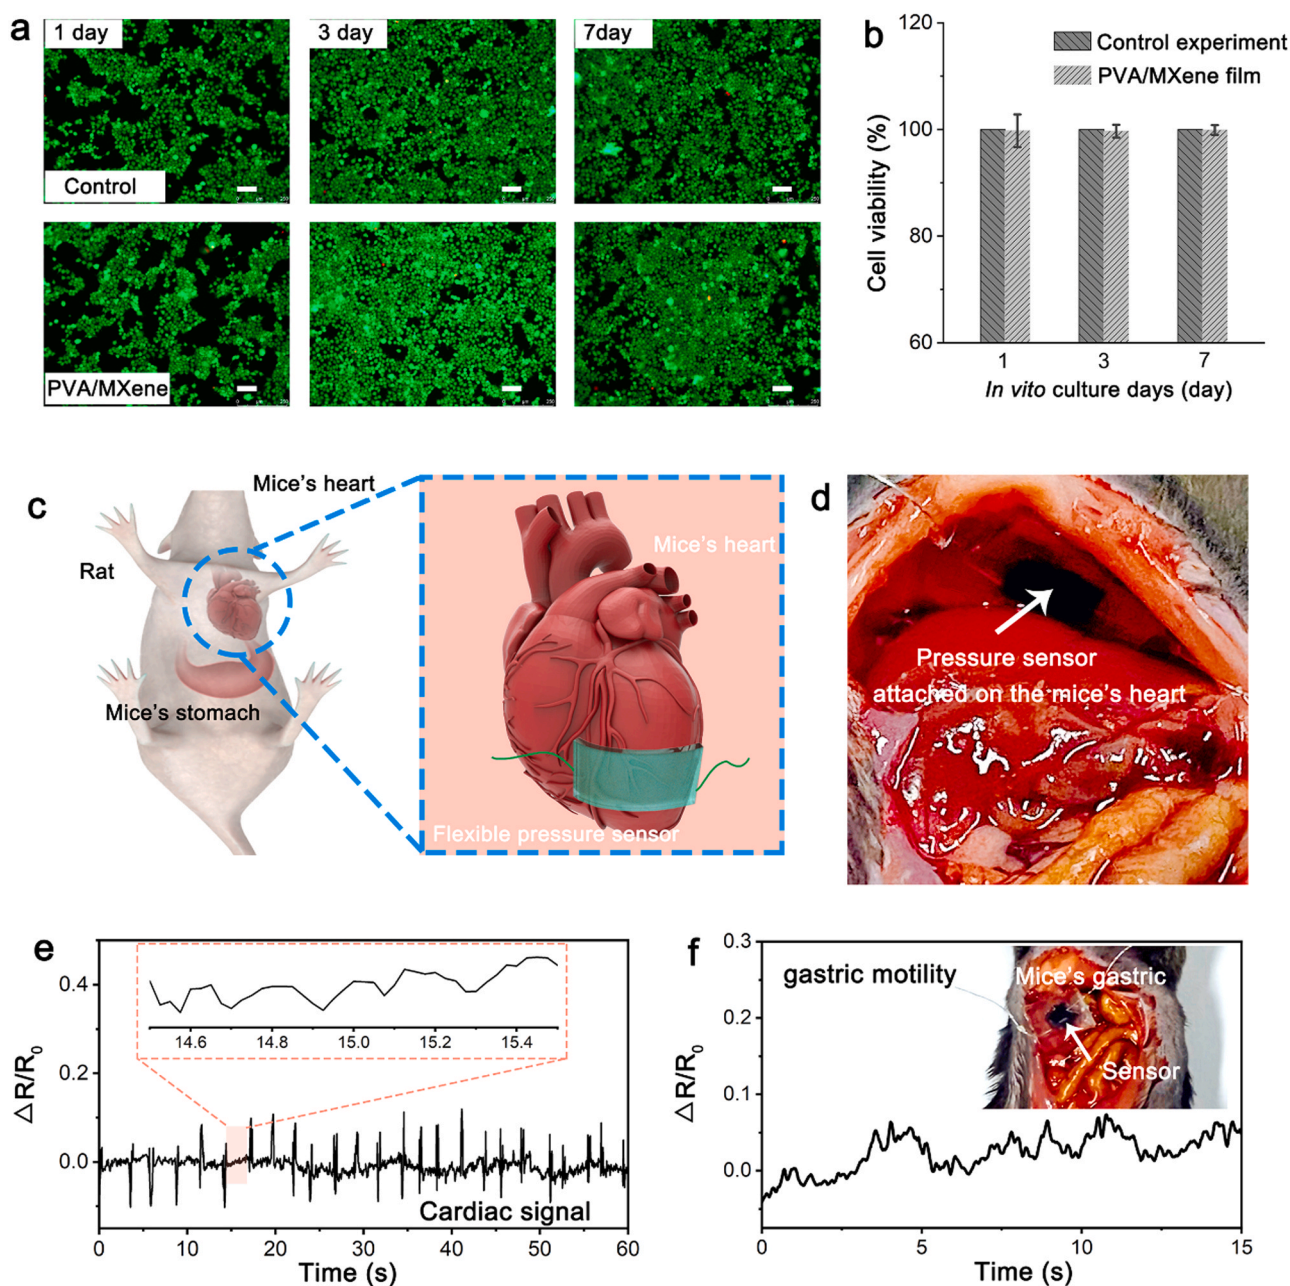 a
1 day
3 day
7day
Control
PVA/MXene
b
120
100
80
60
Cell viability (%)
Control experiment
PVA/MXene film
1
3
7
In vito culture days (day)
c
Mice's heart
Rat
Mice's stomach
Mice's heart
Flexible pressure sensor
d
Pressure sensor
attached on the mice's heart
e
0.4
0.2
0.0
△R/R0
14.6
14.8
15.0
15.2
15.4
Cardiac signal
0
10
20
30
40
50
60
Time (s)
f
0.3
0.2
0.1
0.0
△R/R0
gastric motility
Mice's gastric
Sensor
0
5
10
15
Time (s)